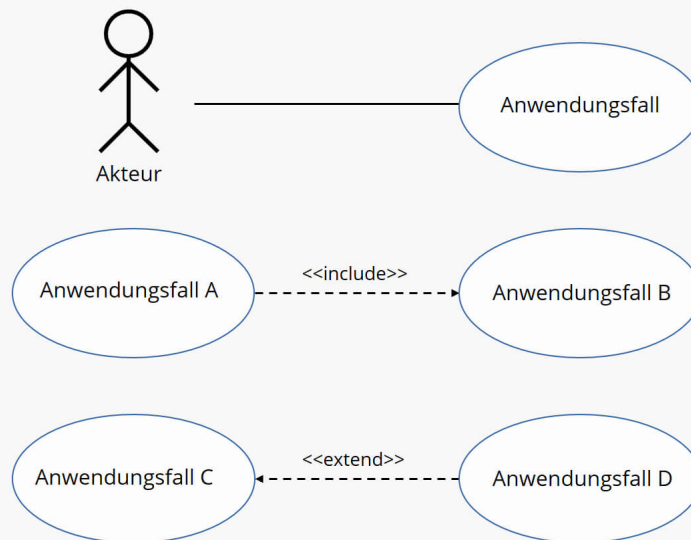 Akteur
Anwendungsfall
Anwendungsfall A
<<include>>
Anwendungsfall B
Anwendungsfall C
<<extend>>
Anwendungsfall D